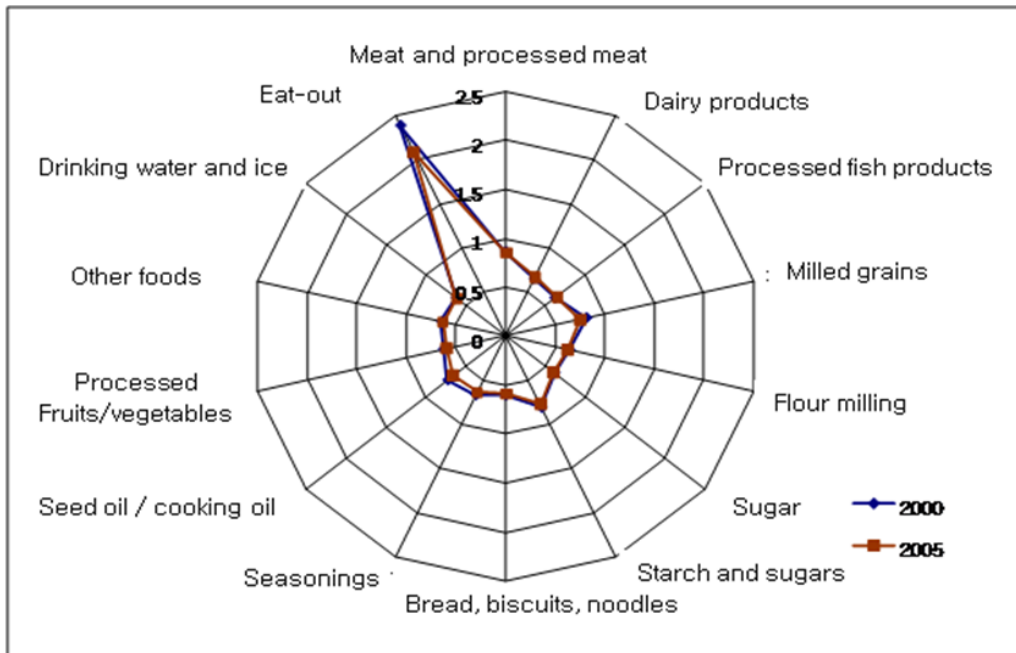 Meat and processed meat
Eat-out
Dairy products
Drinking water and ice
Processed fish products
Other foods
: Milled grains
Processed
Fruits/vegetables
Flour milling
Seed oil / cooking oil
Sugar
Seasonings
Starch and sugars
Bread, biscuits, noodles
2.5
2
1.5
1
0.5
0
2000
2005